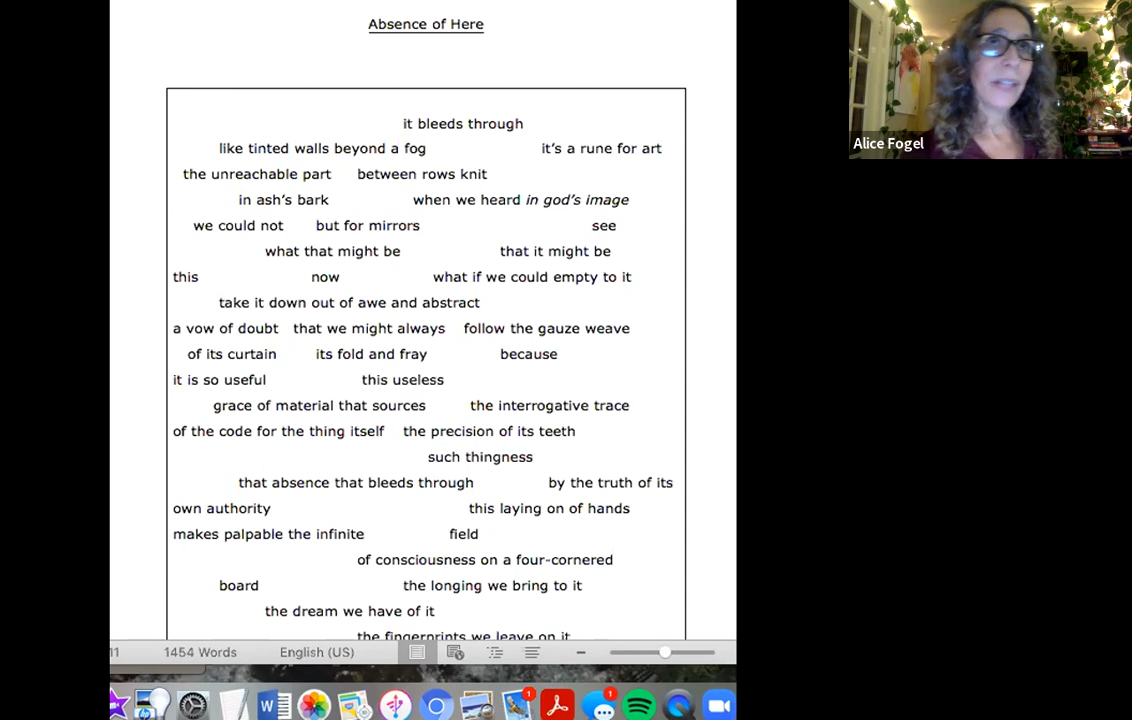 Absence of Here
it bleeds through
like tinted walls beyond a fog it's a rune for art
the unreachable part between rows knit
in ash's bark when we heard in god's image
we could not but for mirrors see
what that might be that it might be
this now what if we could empty to it
take it down out of awe and abstract
a vow of doubt that we might always follow the gauze weave
of its curtain its fold and fray because
it is so useful this useless
grace of material that sources the interrogative trace
of the code for the thing itself the precision of its teeth
such thingness
that absence that bleeds through by the truth of its
own authority this laying on of hands
makes palpable the infinite field
of consciousness on a four-cornered
board the longing we bring to it
the dream we have of it
the fingerprints we leave on it
11 1454 Words English (US)
1 1
Alice Fogel